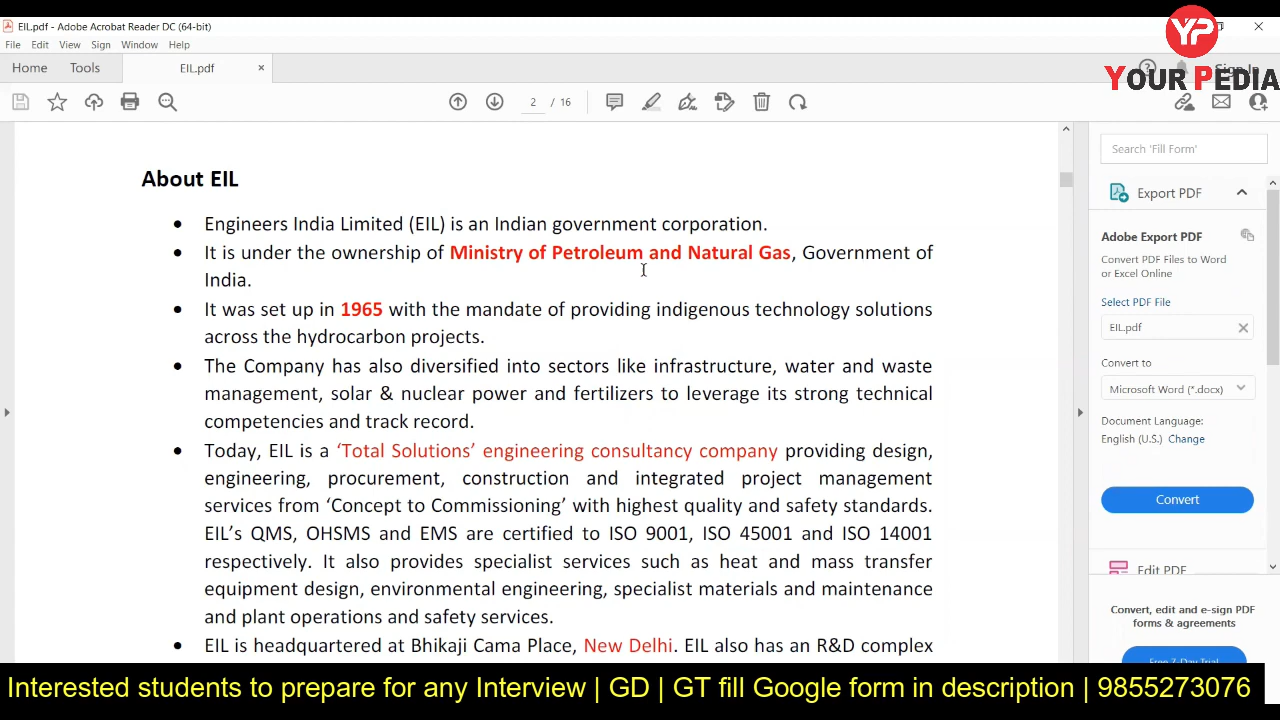 EIL.pdf - Adobe Acrobat Reader DC (64-bit)
YP
File Edit View Sign Window Help
Home Tools EIL.pdf × Sign In
YOUR PEDIA
2 / 16
About EIL
• Engineers India Limited (EIL) is an Indian government corporation.
• It is under the ownership of Ministry of Petroleum and Natural Gas, Government of
India.
• It was set up in 1965 with the mandate of providing indigenous technology solutions
across the hydrocarbon projects.
• The Company has also diversified into sectors like infrastructure, water and waste
management, solar & nuclear power and fertilizers to leverage its strong technical
competencies and track record.
• Today, EIL is a ‘Total Solutions’ engineering consultancy company providing design,
engineering, procurement, construction and integrated project management
services from ‘Concept to Commissioning’ with highest quality and safety standards.
EIL’s QMS, OHSMS and EMS are certified to ISO 9001, ISO 45001 and ISO 14001
respectively. It also provides specialist services such as heat and mass transfer
equipment design, environmental engineering, specialist materials and maintenance
and plant operations and safety services.
• EIL is headquartered at Bhikaji Cama Place, New Delhi. EIL also has an R&D complex
Search 'Fill Form'
Export PDF
Adobe Export PDF
Convert PDF Files to Word
or Excel Online
Select PDF File
EIL.pdf
Convert to
Microsoft Word (*.docx)
Document Language:
English (U.S.) Change
Convert
Edit PDF
Convert, edit and e-sign PDF
forms & agreements
Free 7-Day Trial
Interested students to prepare for any Interview | GD | GT fill Google form in description | 9855273076